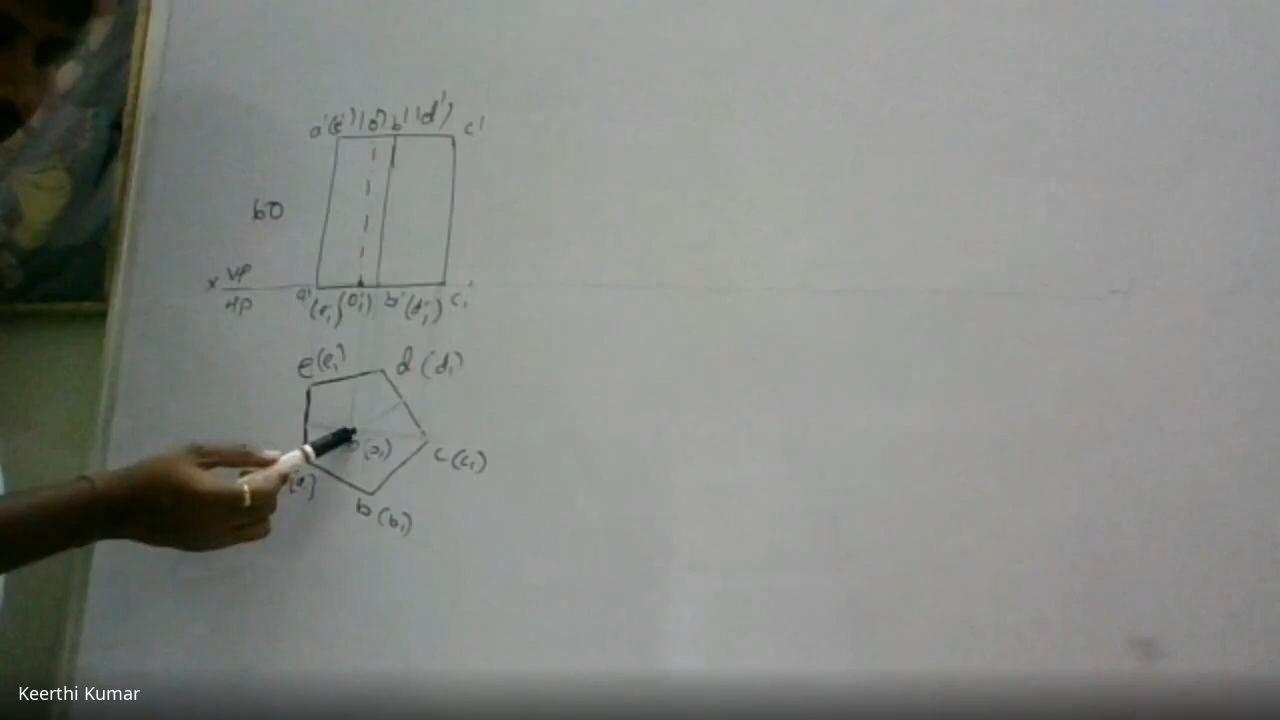 a'(e') (o') b' (d') c'
60
x VP
HP
a' (e₁') (o₁') b' (d₁') c₁'
e(e₁) d (d₁)
o (o₁) c (c₁)
b (b₁)
Keerthi Kumar